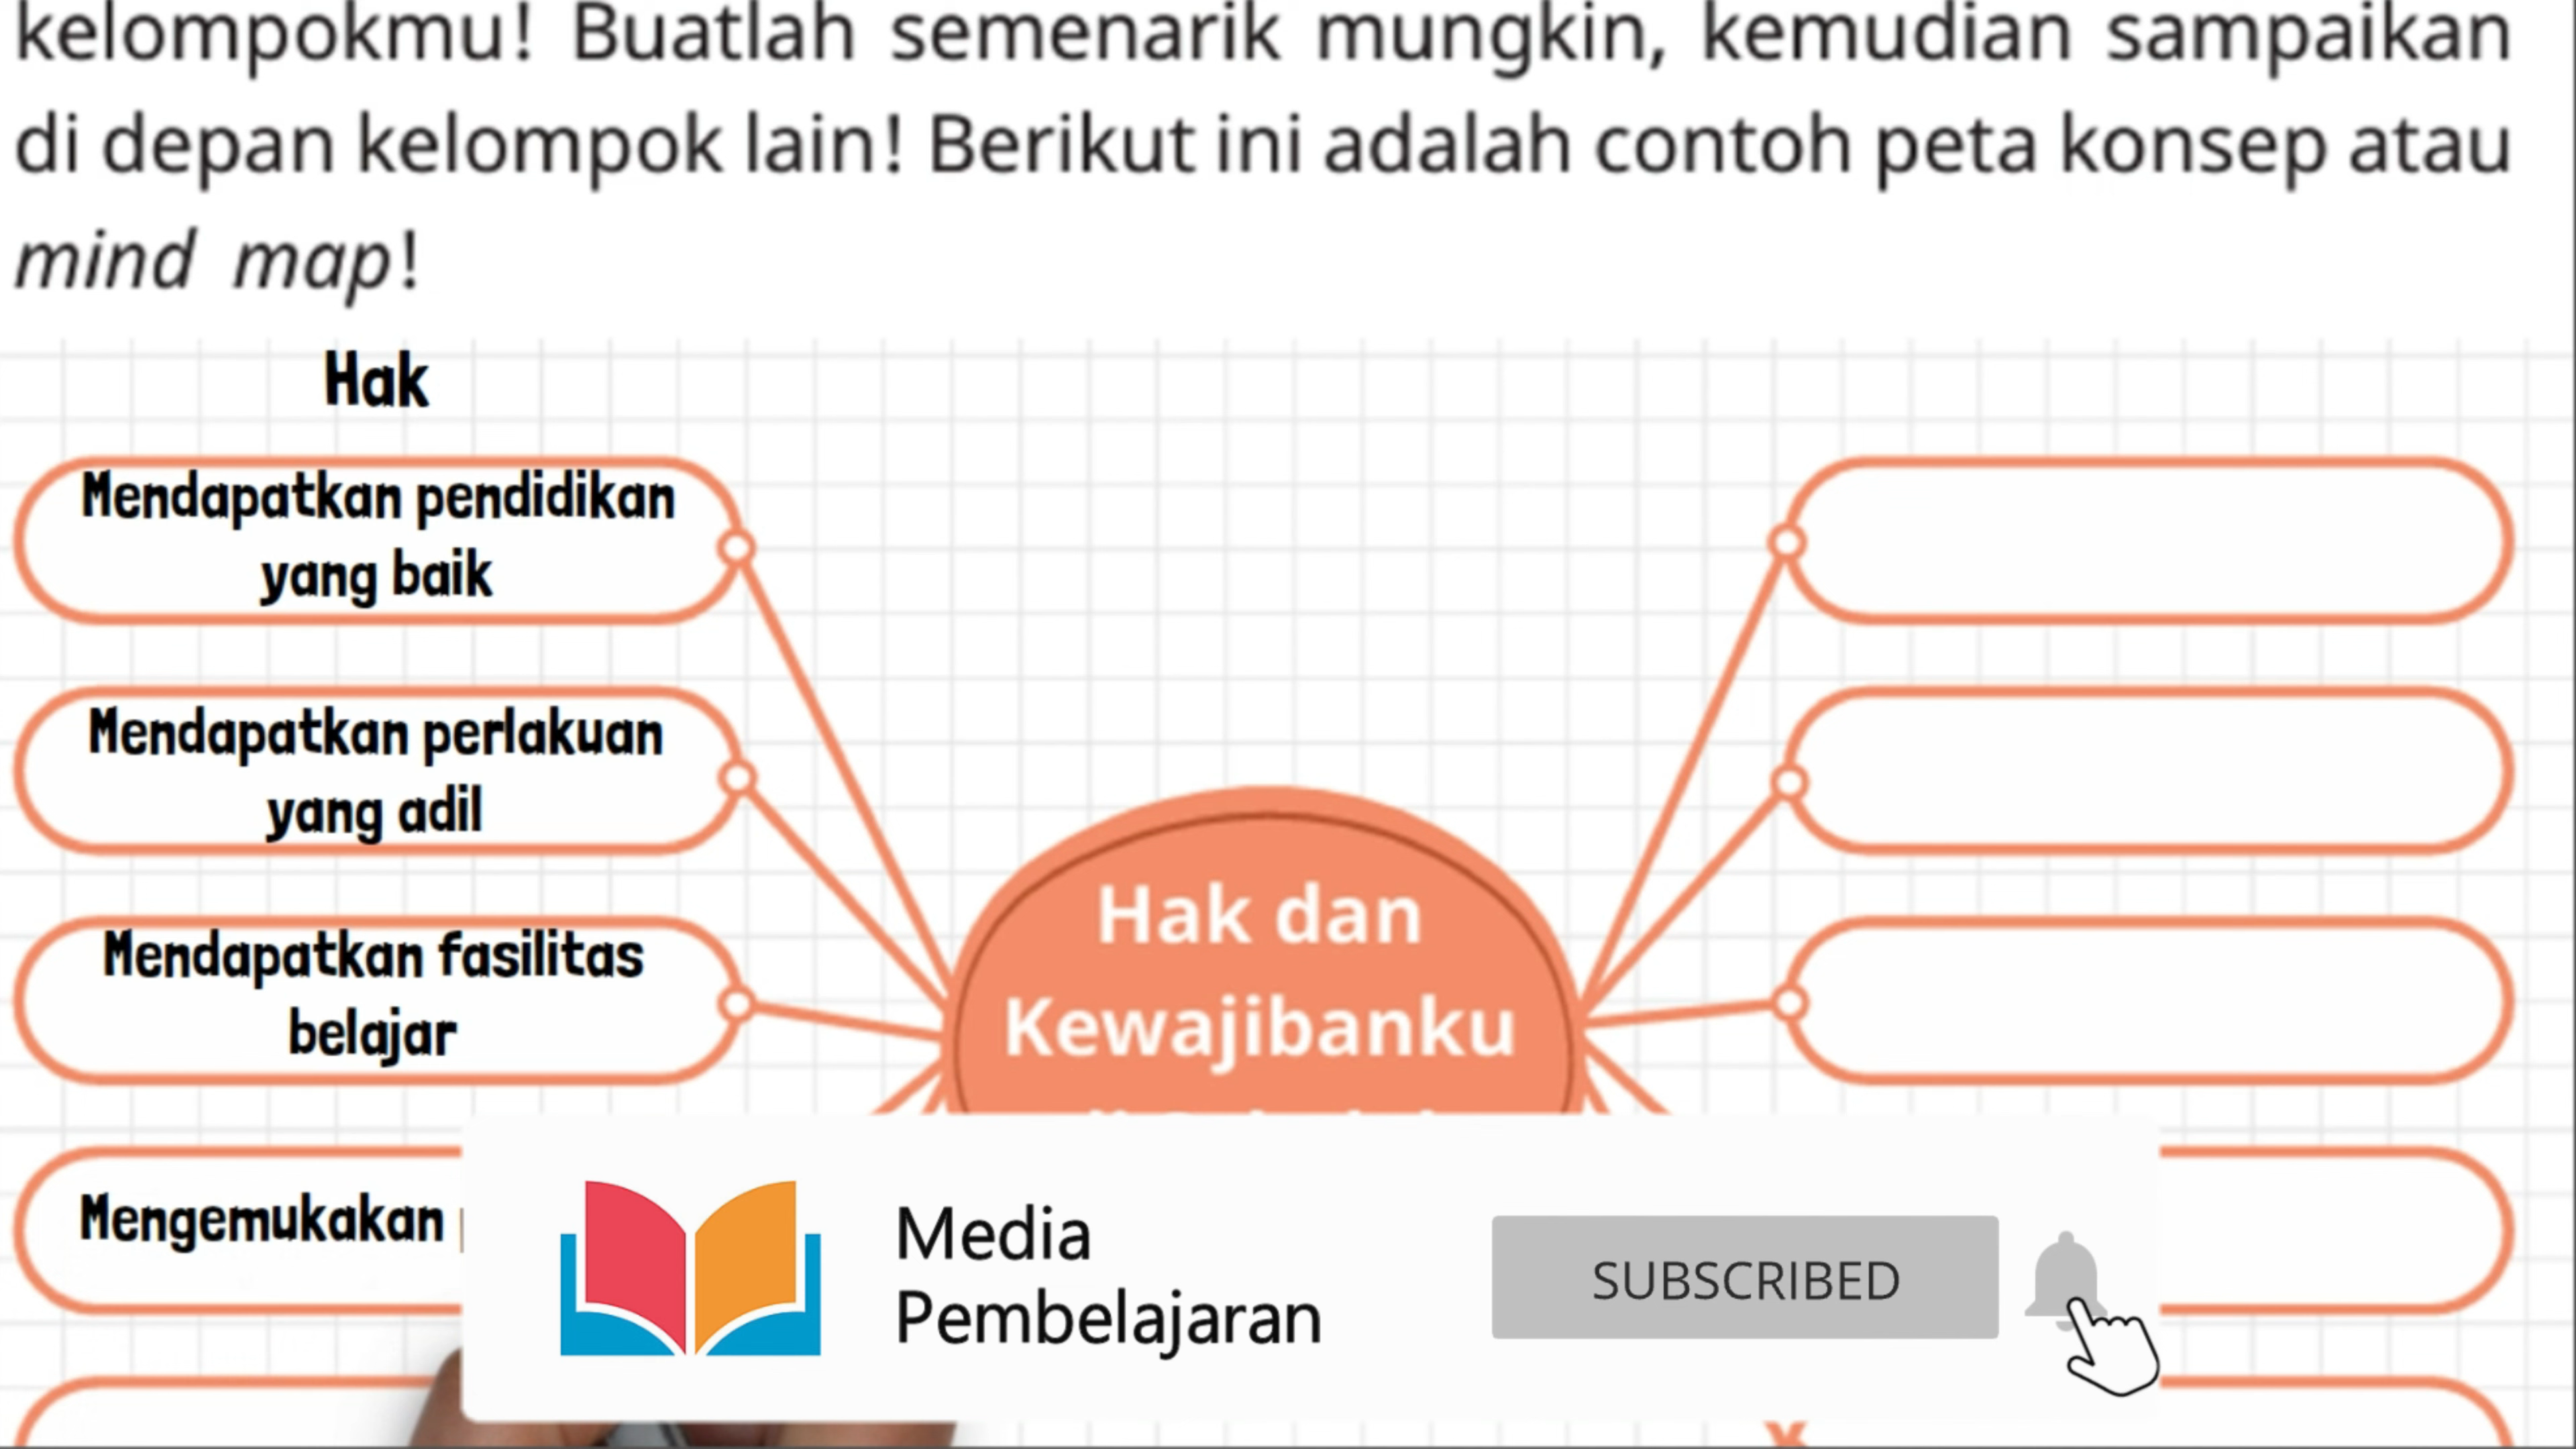 kelompokmu! Buatlah semenarik mungkin, kemudian sampaikan
di depan kelompok lain! Berikut ini adalah contoh peta konsep atau
mind map!
Hak
Mendapatkan pendidikan
yang baik
Mendapatkan perlakuan
yang adil
Mendapatkan fasilitas
belajar
Mengemukakan
Hak dan
Kewajibanku
Media
Pembelajaran
SUBSCRIBED